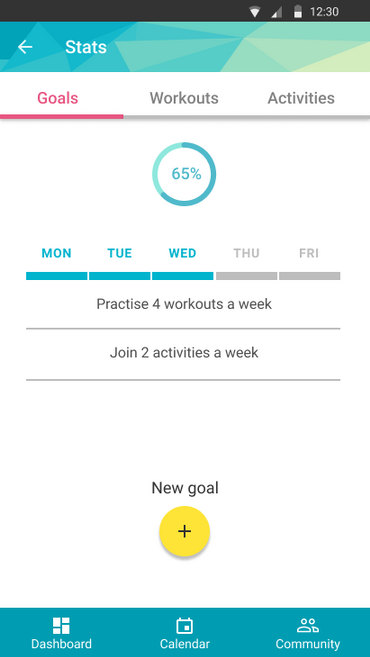 12:30
Stats
Goals Workouts Activities
65%
MON TUE WED THU FRI
Practise 4 workouts a week
Join 2 activities a week
New goal
+
Dashboard Calendar Community